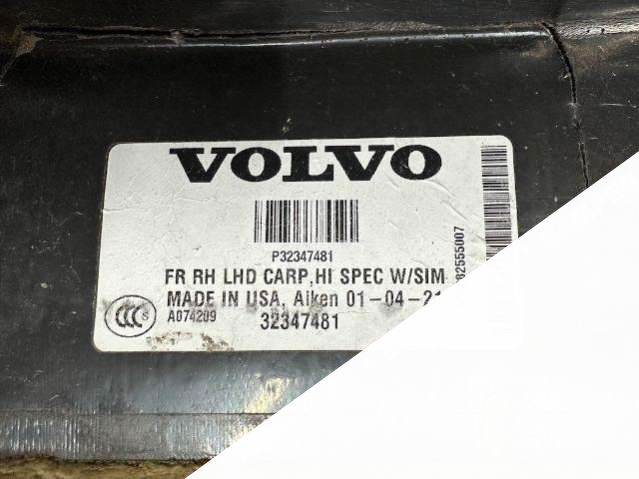 VOLVO
P32347481
FR RH LHD CARP,HI SPEC W/SIM
MADE IN USA, Aiken 01-04-21
A074209
32347481
CCC S
82555007